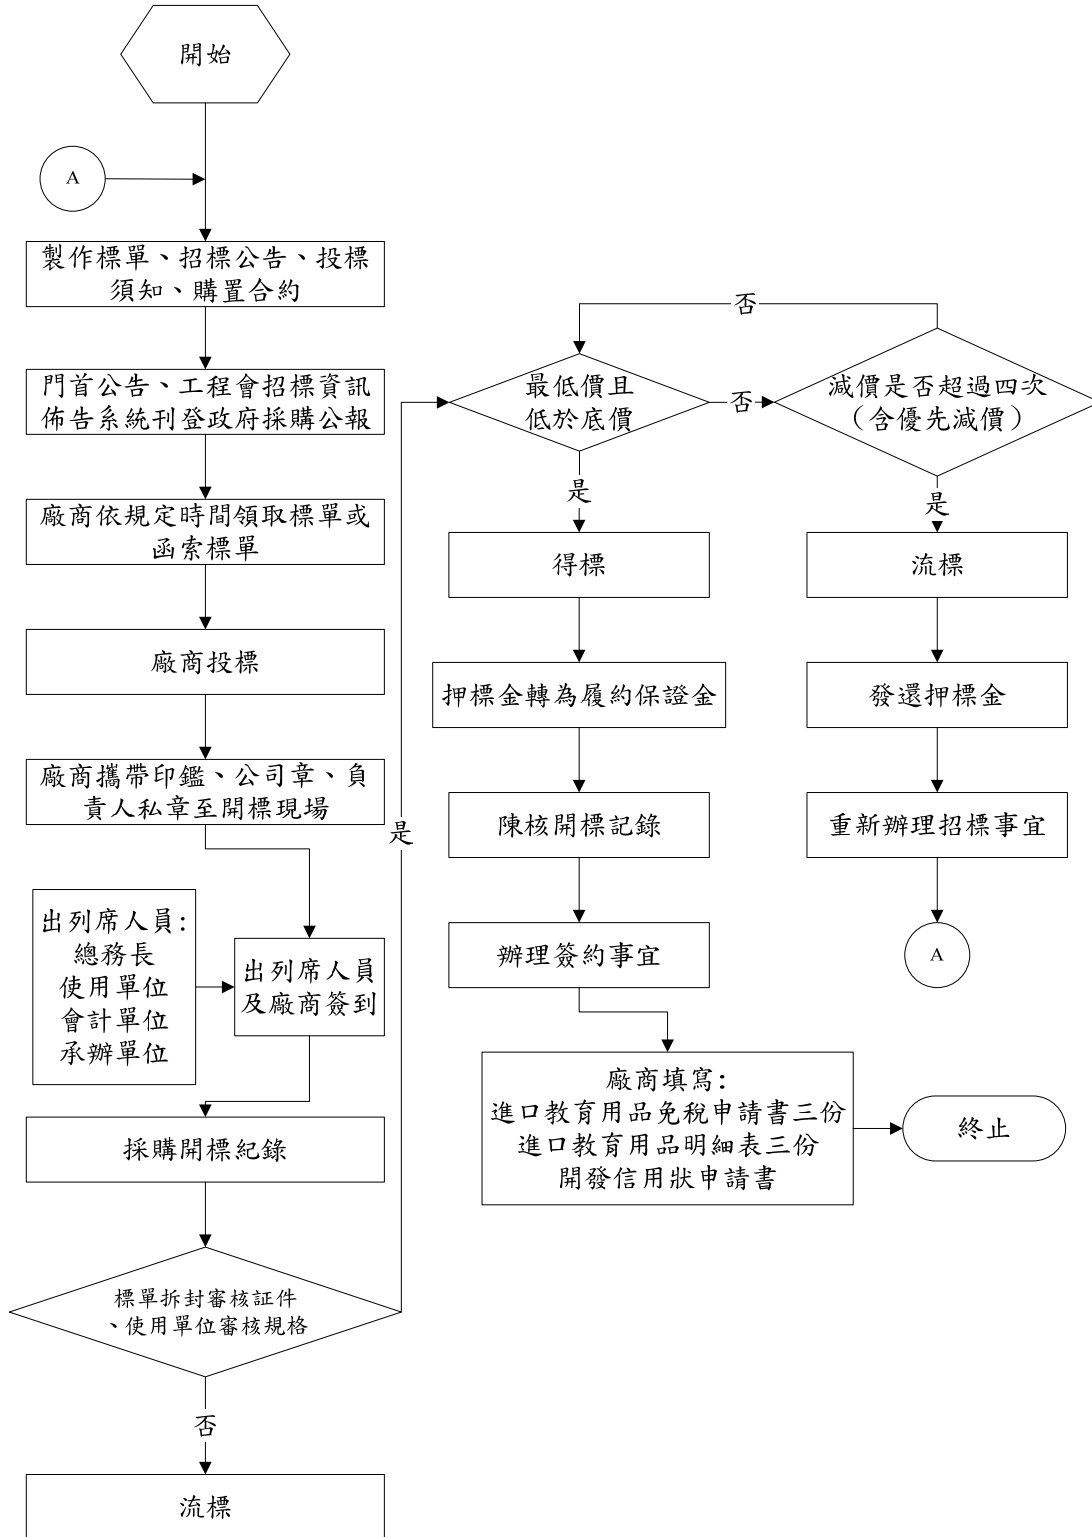 開始
A
製作標單、招標公告、投標
須知、購置合約
門首公告、工程會招標資訊
佈告系統刊登政府採購公報
廠商依規定時間領取標單或
函索標單
廠商投標
廠商攜帶印鑑、公司章、負
責人私章至開標現場
出列席人員:
總務長
使用單位
會計單位
承辦單位
出列席人員
及廠商簽到
採購開標紀錄
標單拆封審核証件
、使用單位審核規格
否
流標
是
最低價且
低於底價
否
否
減價是否超過四次
（含優先減價）
是
得標
押標金轉為履約保證金
陳核開標記錄
辦理簽約事宜
廠商填寫:
進口教育用品免稅申請書三份
進口教育用品明細表三份
開發信用狀申請書
終止
是
流標
發還押標金
重新辦理招標事宜
A